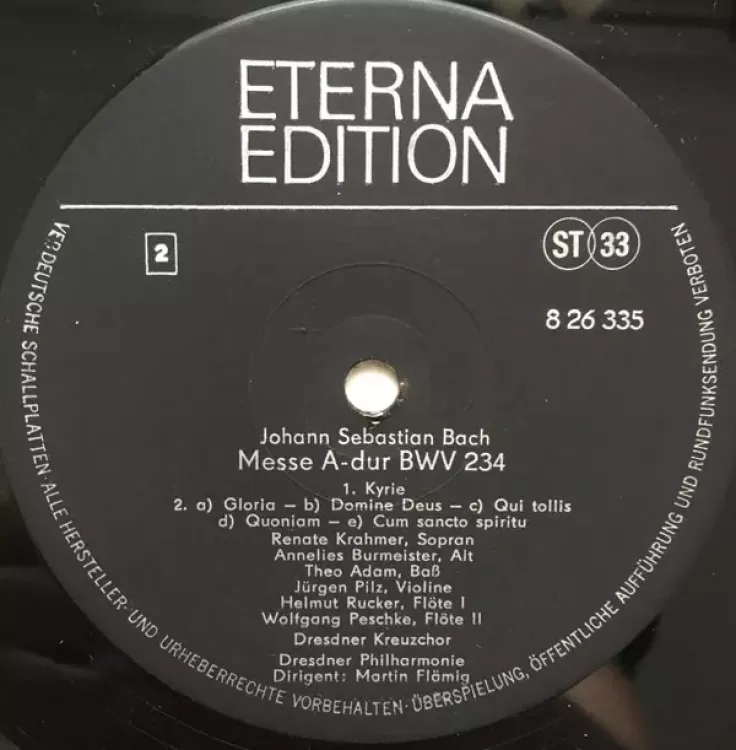 ETERNA
EDITION
2
ST 33
8 26 335
Johann Sebastian Bach
Messe A-dur BWV 234
1. Kyrie
2. a) Gloria – b) Domine Deus – c) Qui tollis
d) Quoniam – e) Cum sancto spiritu
Renate Krahmer, Sopran
Annelies Burmeister, Alt
Theo Adam, Baß
Jürgen Pilz, Violine
Helmut Rucker, Flöte I
Wolfgang Peschke, Flöte II
Dresdner Kreuzchor
Dresdner Philharmonie
Dirigent: Martin Flämig
VEB DEUTSCHE SCHALLPLATTEN · ALLE HERSTELLER- UND URHEBERRECHTE VORBEHALTEN · ÜBERSPIELUNG, ÖFFENTLICHE AUFFÜHRUNG UND RUNDFUNKSENDUNG VERBOTEN